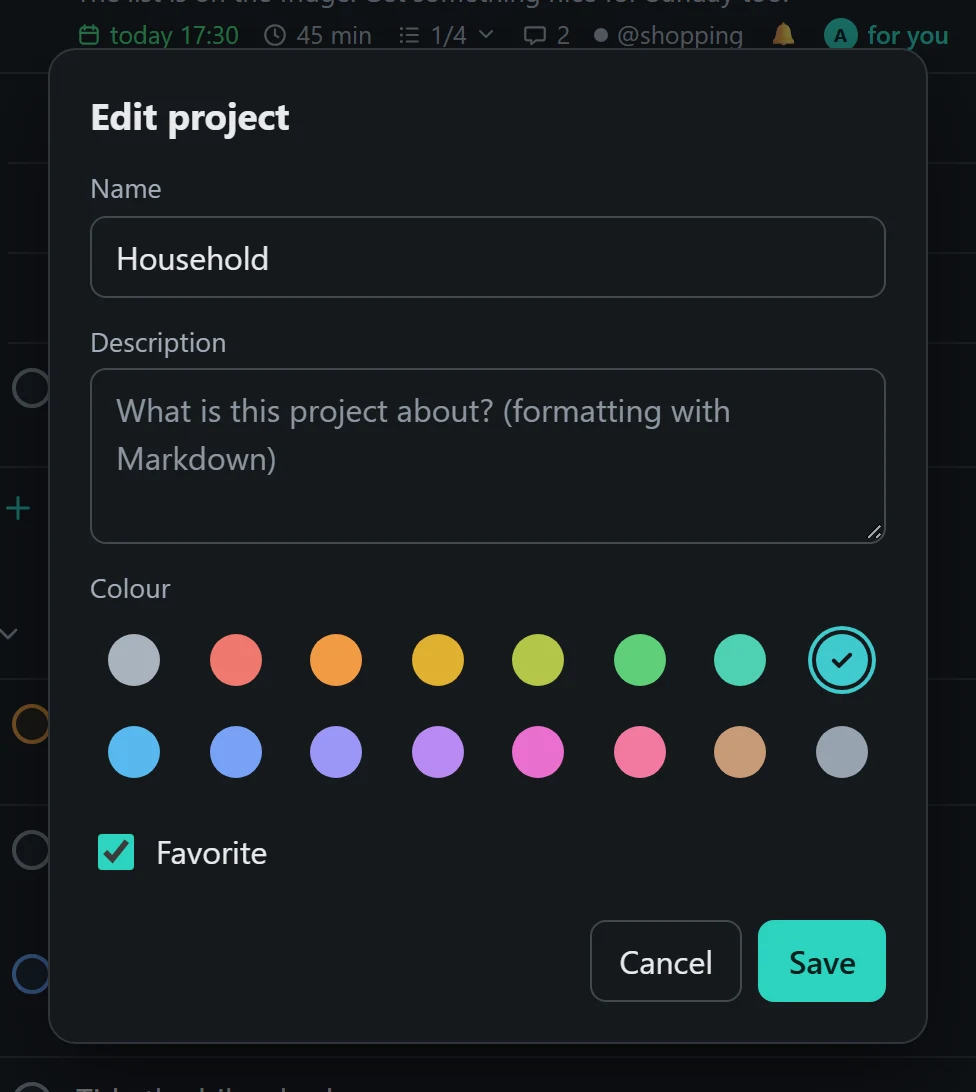 today 17:30 45 min 1/4 2 @shopping A for you
Edit project
Name
Household
Description
What is this project about? (formatting with
Markdown)
Colour
Favorite
Cancel Save